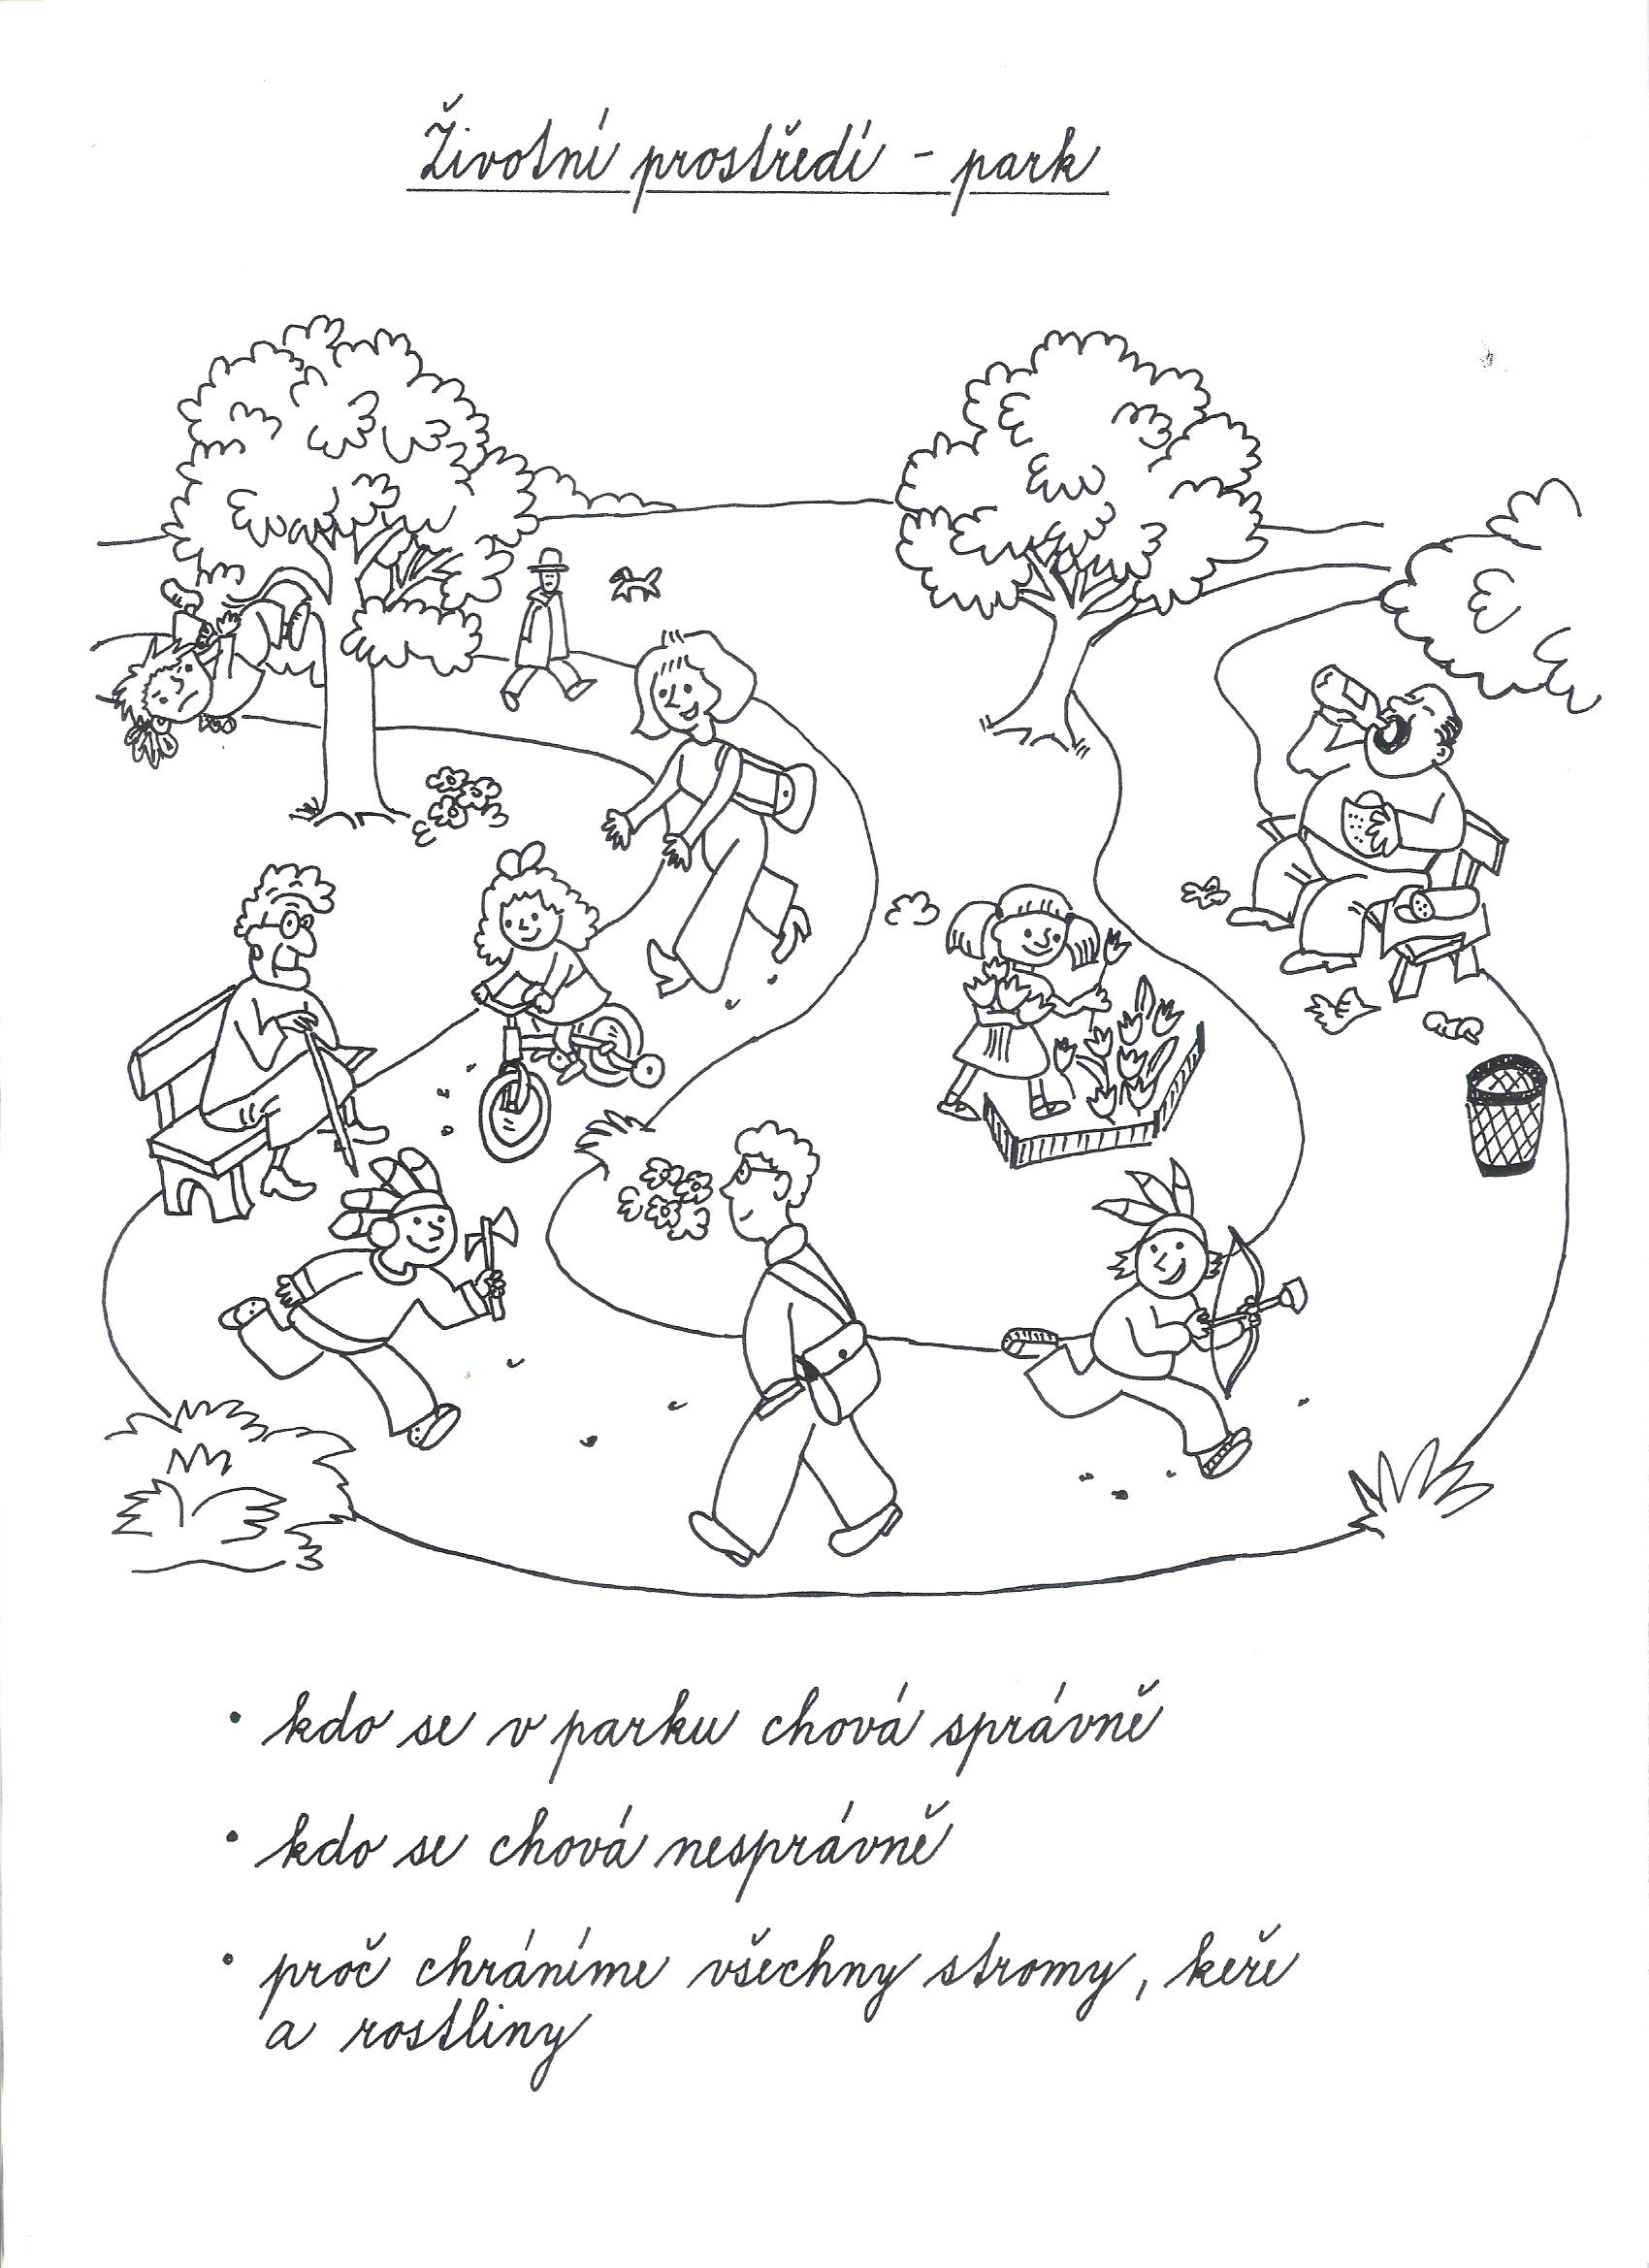 Životní prostředí - park
• kdo se v parku chová správně
• kdo se chová nesprávně
• proč chráníme všechny stromy, keře
a rostliny